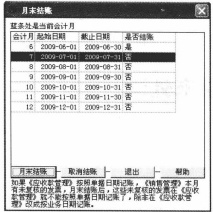 月末结账
蓝条处是当前会计月
会计月 起始日期 截止日期 是否结账
6 2009-06-01 2009-06-30 是
7 2009-07-01 2009-07-31 否
8 2009-08-01 2009-08-31 否
9 2009-09-01 2009-09-30 否
10 2009-10-01 2009-10-31 否
11 2009-11-01 2009-11-30 否
12 2009-12-01 2009-12-31 否
月末结账 取消结账 退出 帮助
如果《应收款管理》按照单据日期记账,《销售管理》本月
有未复核的发票,月末结账后,这些未复核的发票在《应收
款管理》就不能按照单据日期记账了,除非在《应收款管
理》改成按业务日期记账。